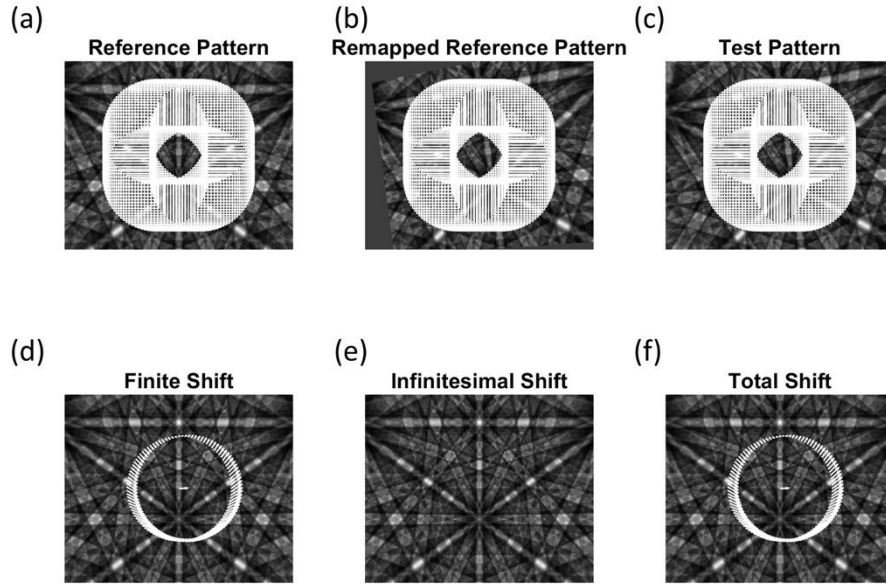 (a)
Reference Pattern
(b)
Remapped Reference Pattern
(c)
Test Pattern
(d)
Finite Shift
(e)
Infinitesimal Shift
(f)
Total Shift